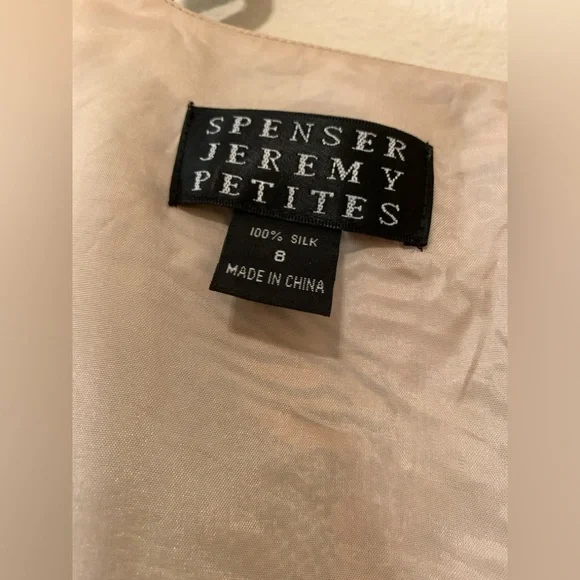 SPENSER
JEREMY
PETITES
100% SILK
8
MADE IN CHINA